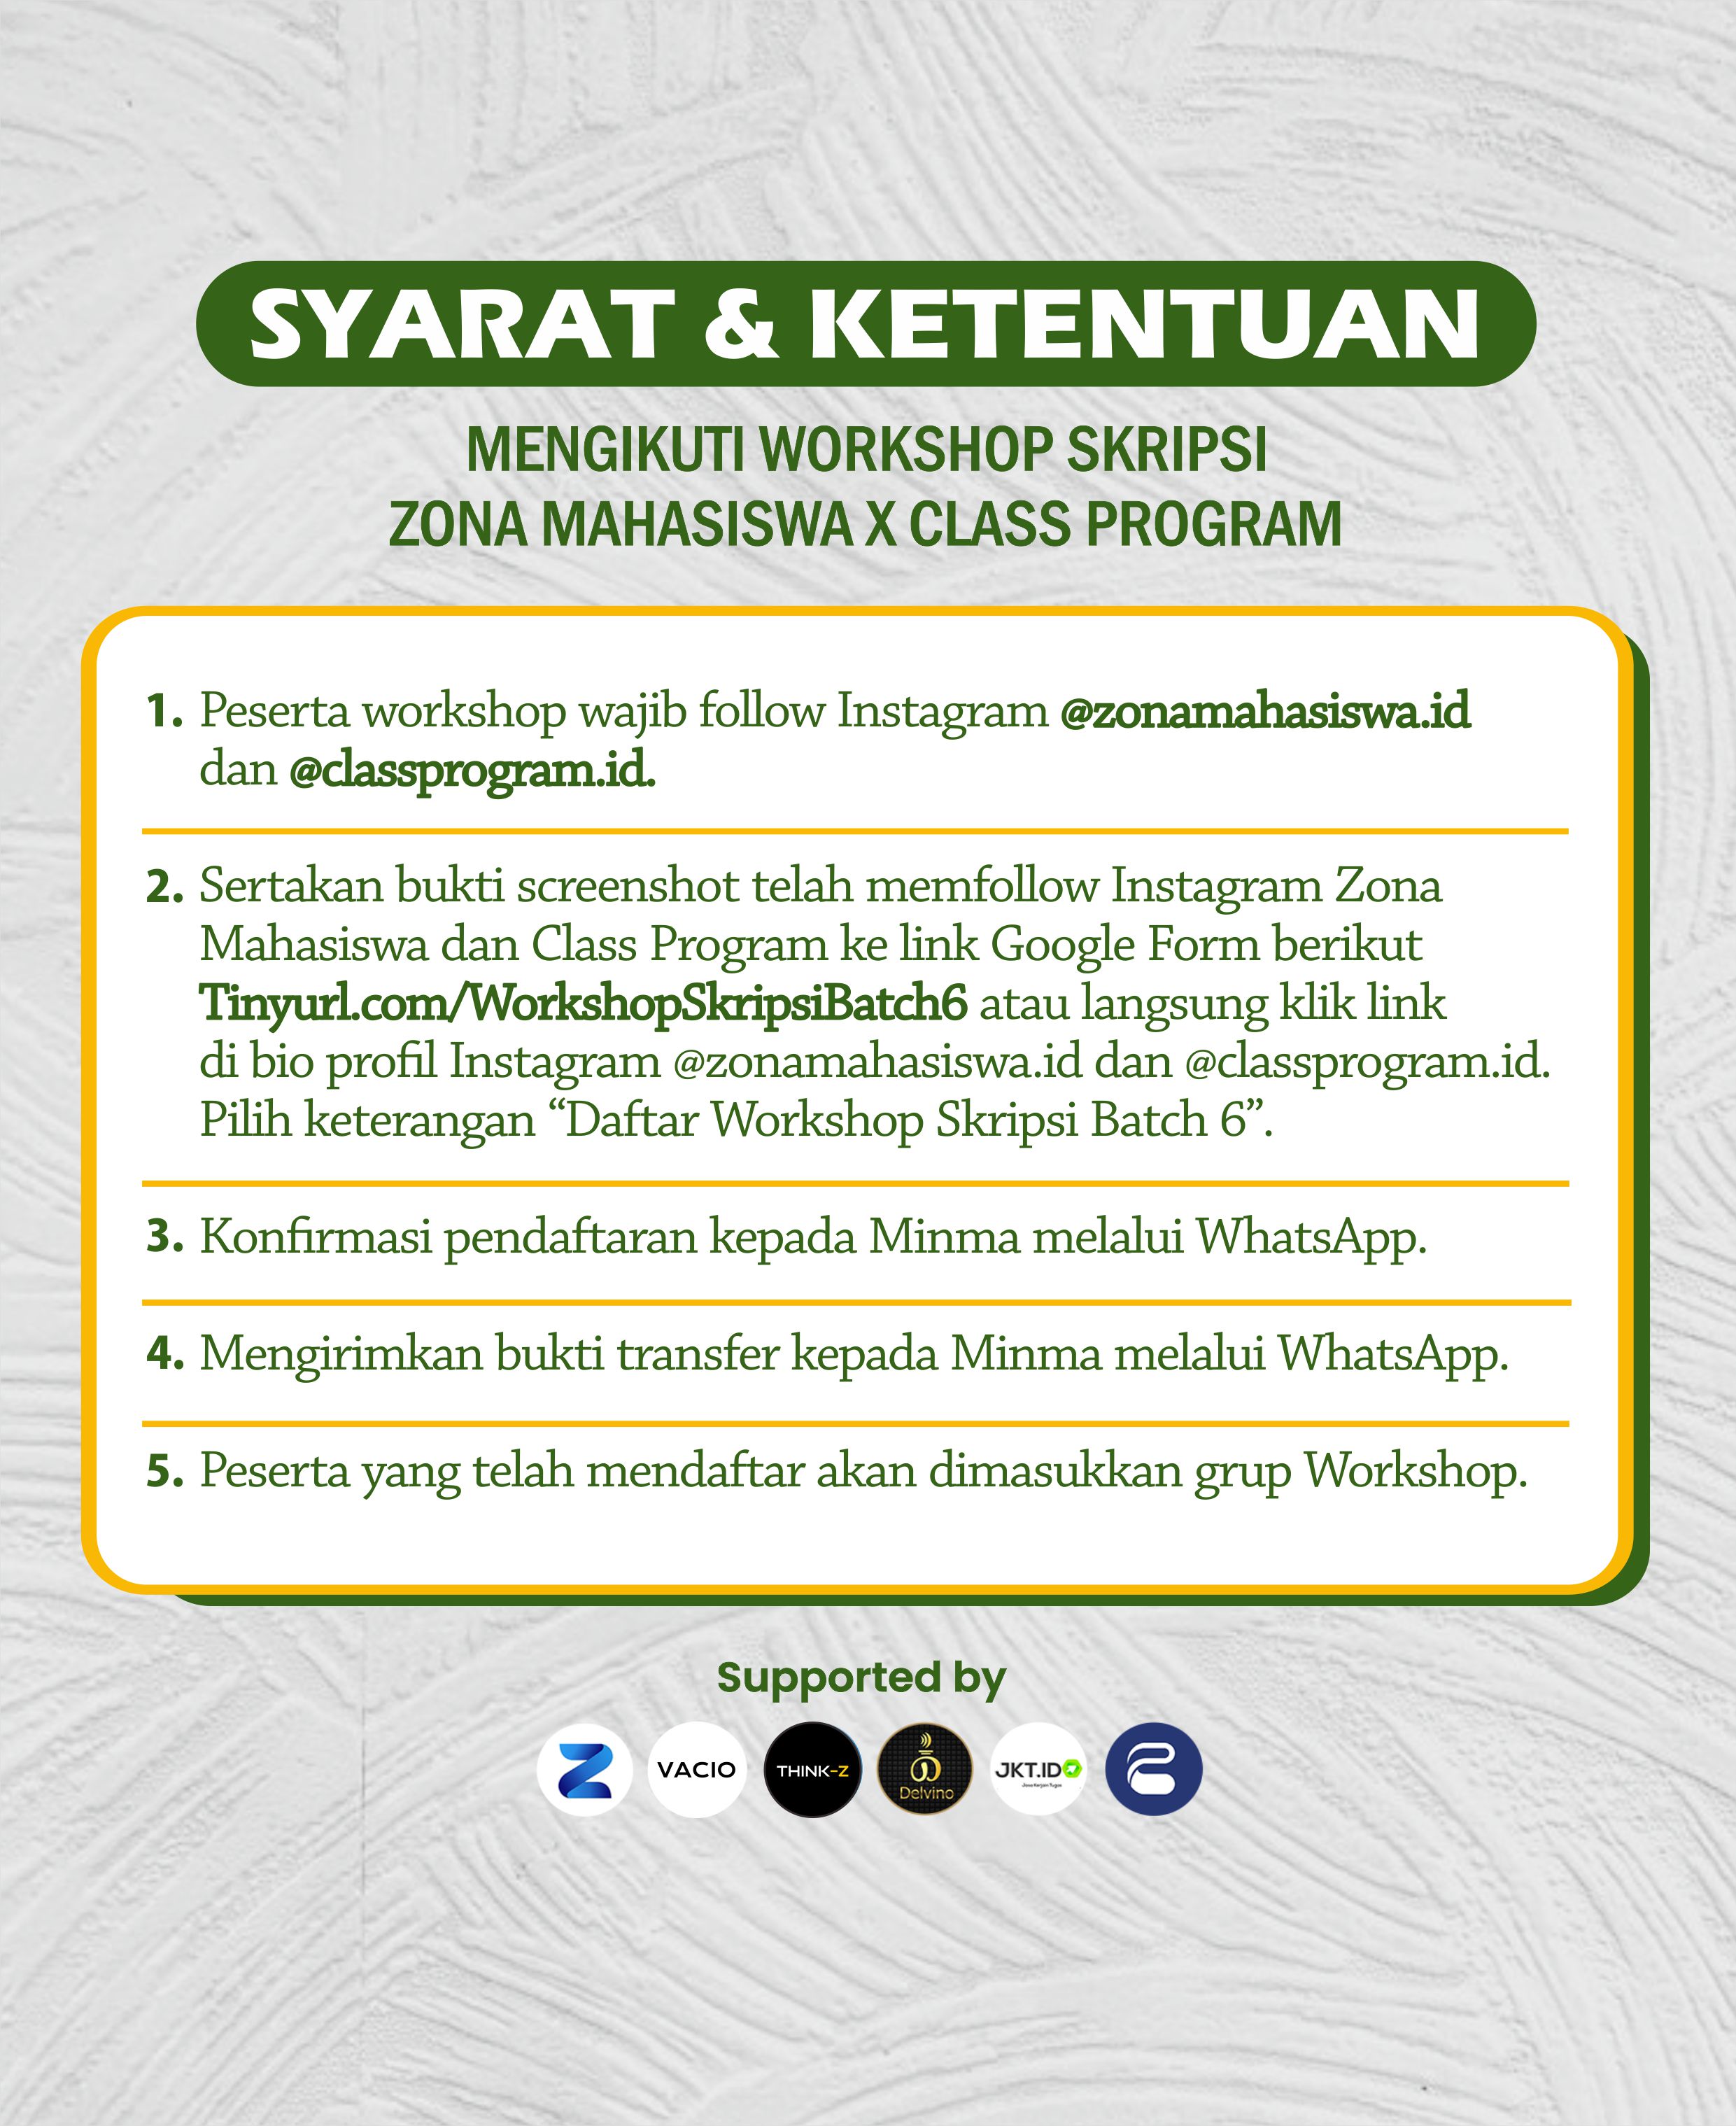 SYARAT & KETENTUAN
MENGIKUTI WORKSHOP SKRIPSI
ZONA MAHASISWA X CLASS PROGRAM
1. Peserta workshop wajib follow Instagram @zonamahasiswa.id
dan @classprogram.id.
2. Sertakan bukti screenshot telah memfollow Instagram Zona
Mahasiswa dan Class Program ke link Google Form berikut
Tinyurl.com/WorkshopSkripsiBatch6 atau langsung klik link
di bio profil Instagram @zonamahasiswa.id dan @classprogram.id.
Pilih keterangan “Daftar Workshop Skripsi Batch 6”.
3. Konfirmasi pendaftaran kepada Minma melalui WhatsApp.
4. Mengirimkan bukti transfer kepada Minma melalui WhatsApp.
5. Peserta yang telah mendaftar akan dimasukkan grup Workshop.
Supported by
VACIO
THINK-Z
Delvino
JKT.ID
Jasa Kerjain Tugas